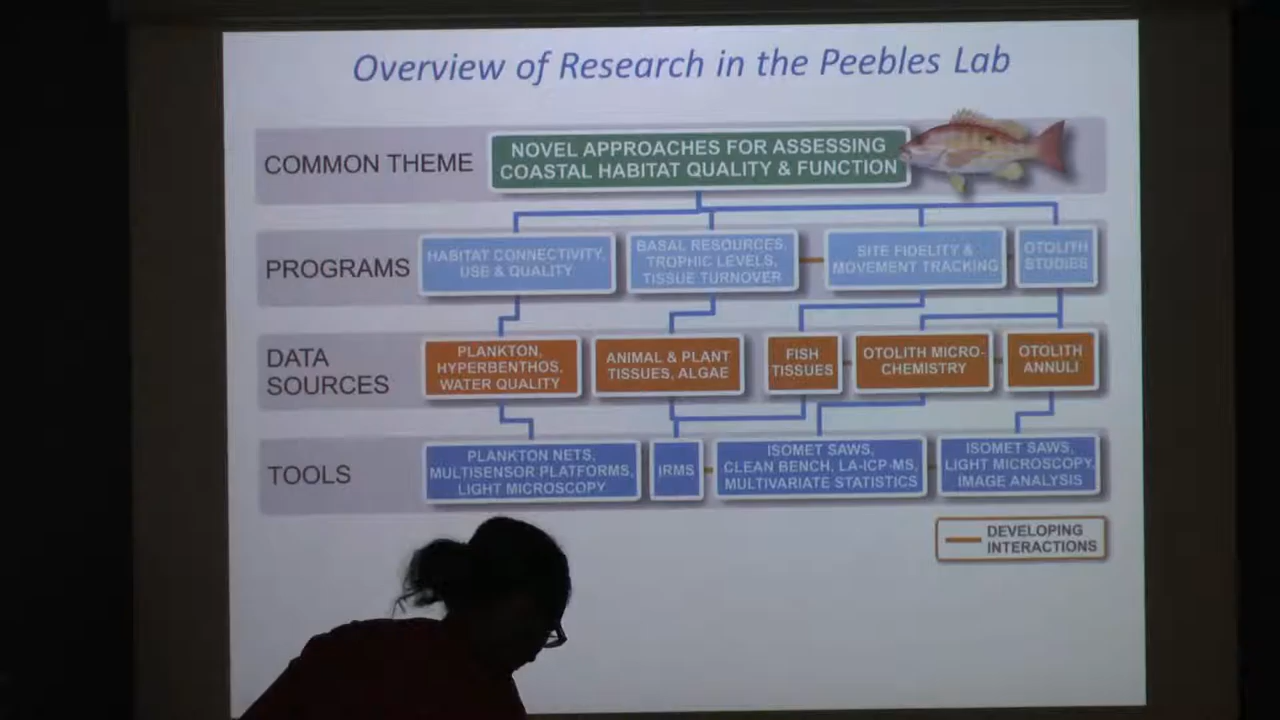 Overview of Research in the Peebles Lab
COMMON THEME
NOVEL APPROACHES FOR ASSESSING
COASTAL HABITAT QUALITY & FUNCTION
PROGRAMS
HABITAT CONNECTIVITY,
USE & QUALITY
BASAL RESOURCES,
TROPHIC LEVELS,
TISSUE TURNOVER
SITE FIDELITY &
MOVEMENT TRACKING
OTOLITH
STUDIES
DATA
SOURCES
PLANKTON,
HYPERBENTHOS,
WATER QUALITY
ANIMAL & PLANT
TISSUES, ALGAE
FISH
TISSUES
OTOLITH MICRO-
CHEMISTRY
OTOLITH
ANNULI
TOOLS
PLANKTON NETS,
MULTISENSOR PLATFORMS,
LIGHT MICROSCOPY
IRMS
ISOMET SAWS,
CLEAN BENCH, LA-ICP-MS,
MULTIVARIATE STATISTICS
ISOMET SAWS,
LIGHT MICROSCOPY,
IMAGE ANALYSIS
DEVELOPING
INTERACTIONS